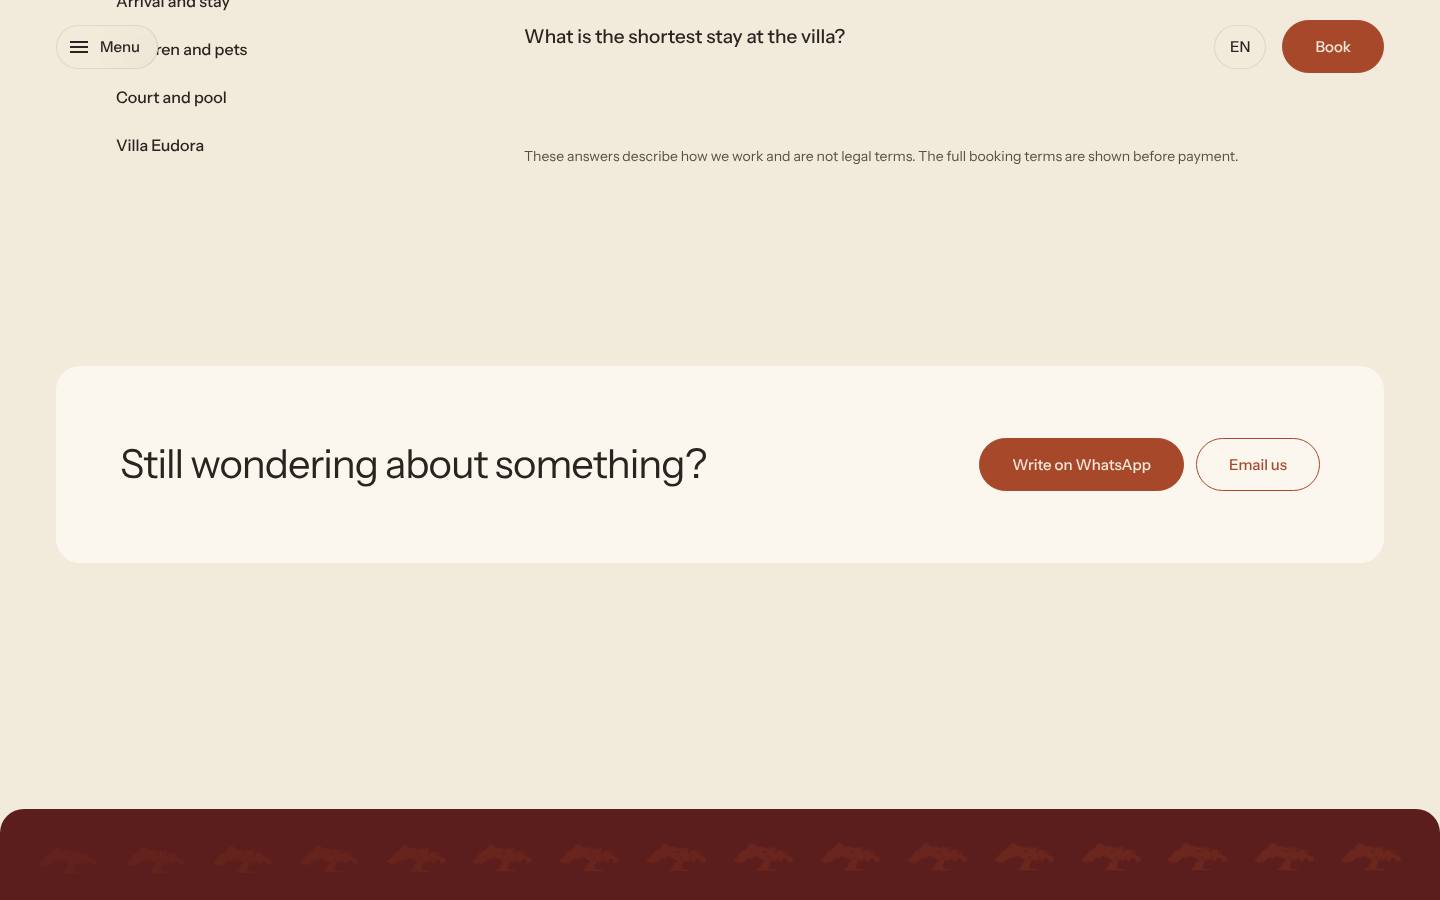 Arrival and stay
Menu
ren and pets
Court and pool
Villa Eudora
What is the shortest stay at the villa?
EN
Book
These answers describe how we work and are not legal terms. The full booking terms are shown before payment.
Still wondering about something?
Write on WhatsApp
Email us